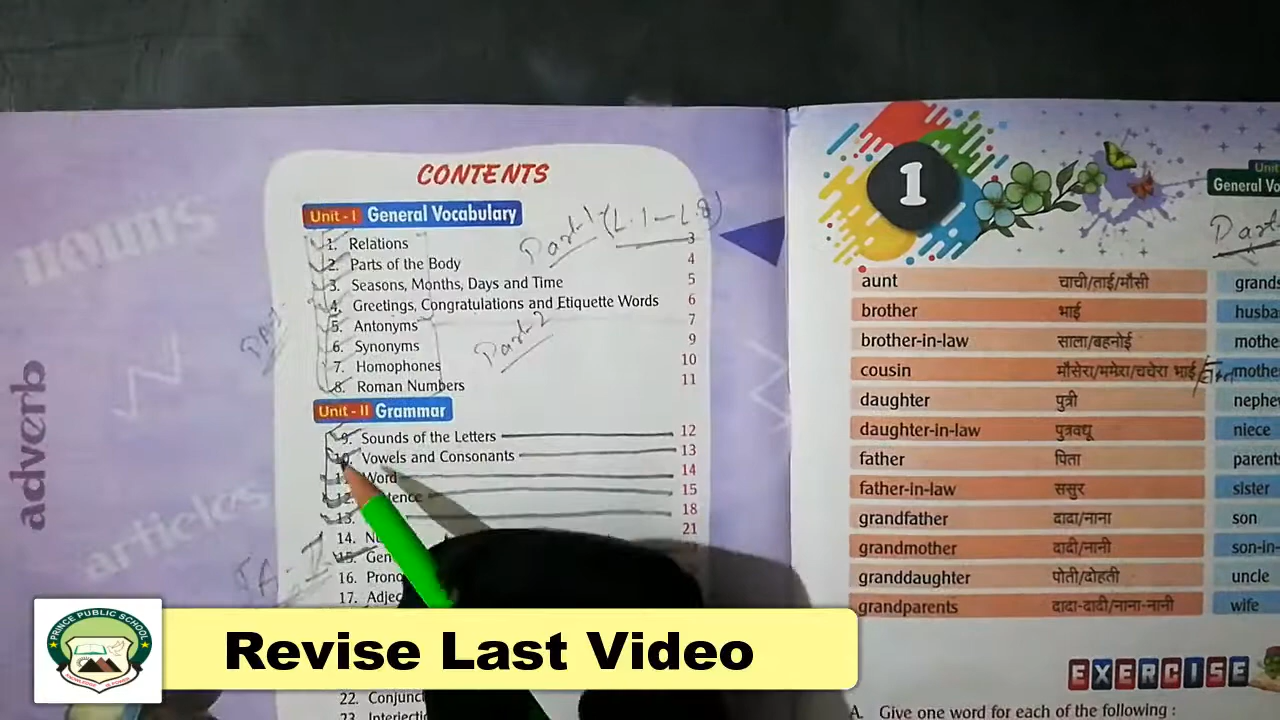 CONTENTS
Unit - I General Vocabulary
Part-1 (L.1 – L.8)
1. Relations 3
2. Parts of the Body 4
3. Seasons, Months, Days and Time 5
4. Greetings, Congratulations and Etiquette Words 6
5. Antonyms 7
Part-2
6. Synonyms 9
7. Homophones 10
8. Roman Numbers 11
Unit - II Grammar
9. Sounds of the Letters 12
10. Vowels and Consonants 13
11. Word 14
12. 15
13. 18
14. 21
15.
16.
17.
22.
23.
nouns
adverb
articles
1
Unit
aunt चाची/ताई/मौसी
brother भाई
brother-in-law साला/बहनोई
cousin मौसेरा/ममेरा/चचेरा भाई/
daughter पुत्री
daughter-in-law पुत्रवधू
father पिता
father-in-law ससुर
grandfather दादा/नाना
grandmother दादी/नानी
granddaughter पोती/दोहती
grandparents दादा-दादी/नाना-नानी
niece
sister
son
uncle
wife
EXERCISE
A. Give one word for each of the following :
PRINCE PUBLIC SCHOOL
Revise Last Video